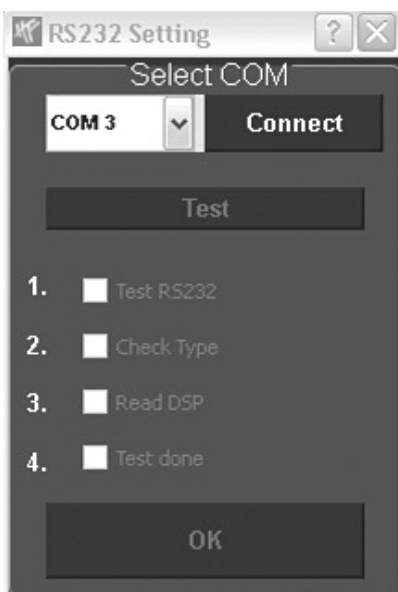 RS232 Setting
Select COM
COM 3 Connect
Test
1. Test RS232
2. Check Type
3. Read DSP
4. Test done
OK